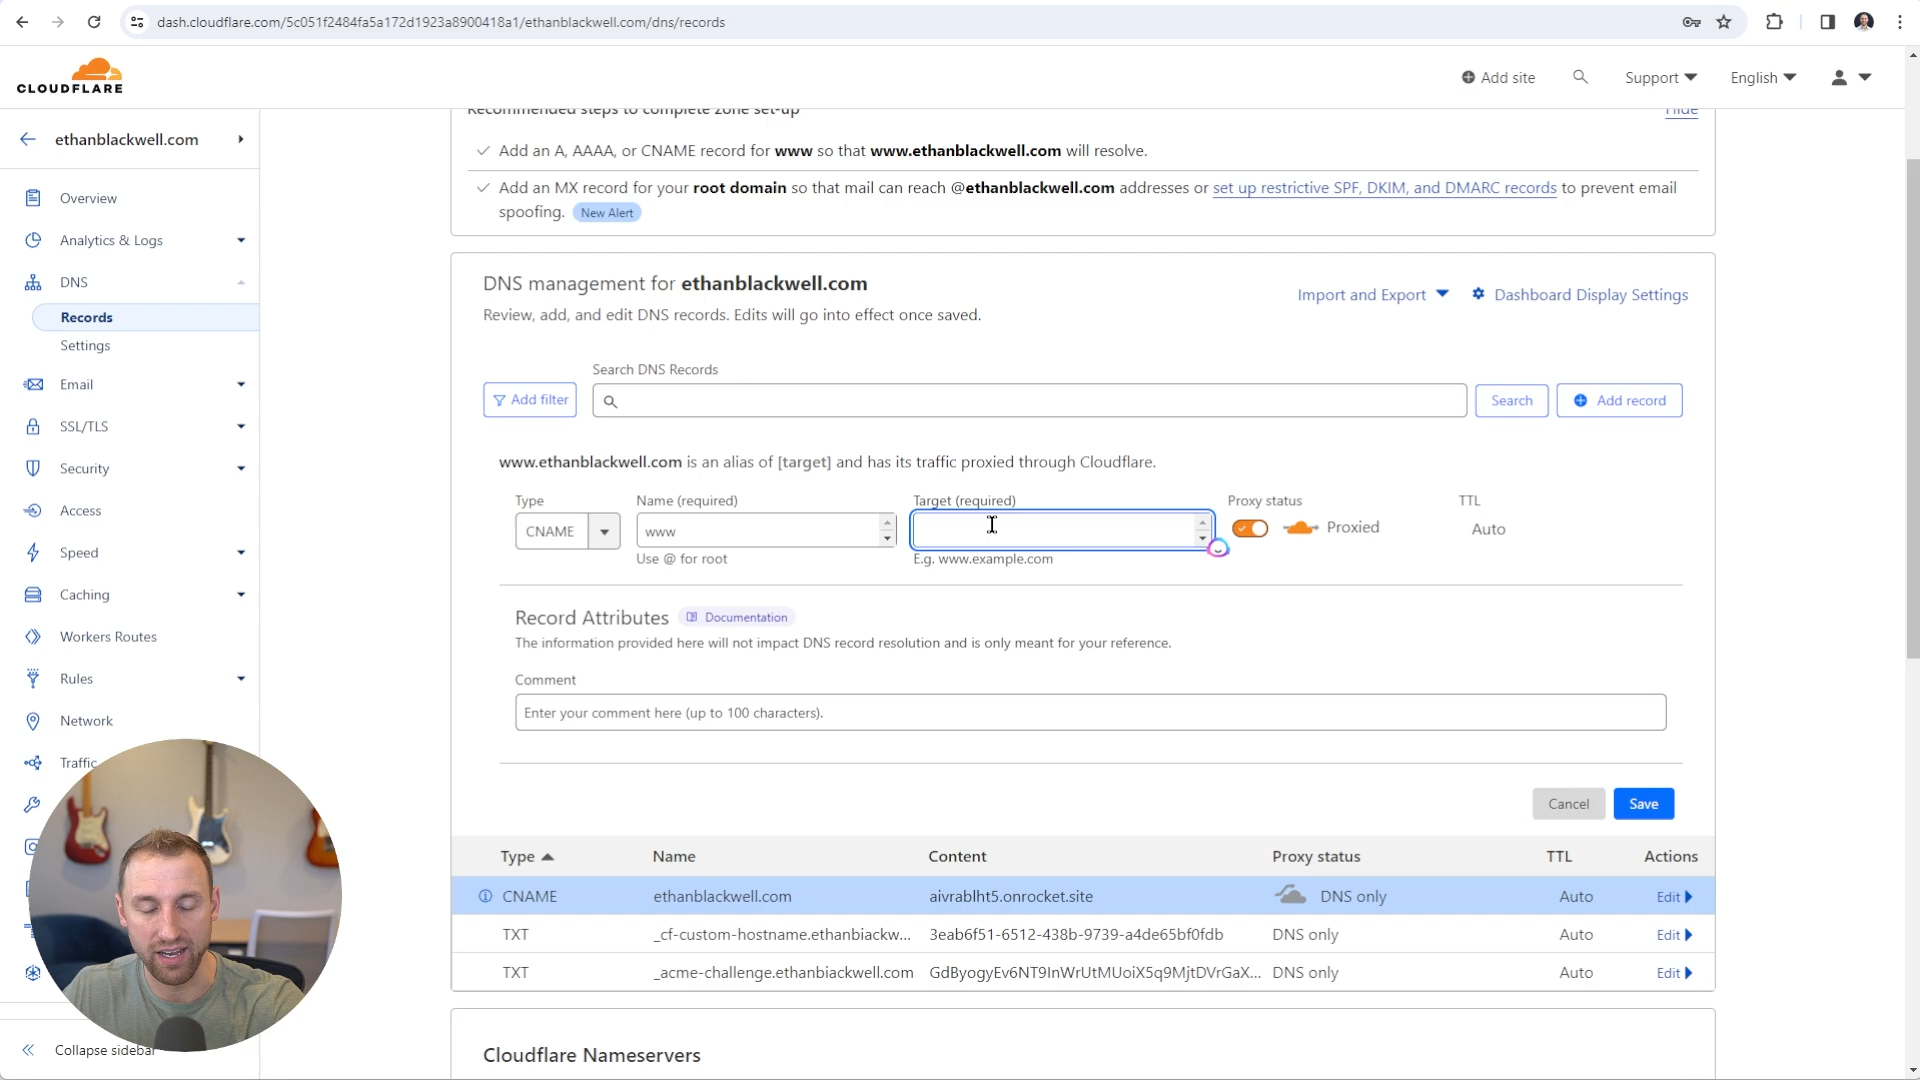 dash.cloudflare.com/5c051f2484fa5a172d1923a8900418a1/ethanblackwell.com/dns/records
CLOUDFLARE
Add site
Support
English
ethanblackwell.com
Overview
Analytics & Logs
DNS
Records
Settings
Email
SSL/TLS
Security
Access
Speed
Caching
Workers Routes
Rules
Network
Traffic
Collapse sidebar
Recommended steps to complete zone set-up
Hide
Add an A, AAAA, or CNAME record for www so that www.ethanblackwell.com will resolve.
Add an MX record for your root domain so that mail can reach @ethanblackwell.com addresses or set up restrictive SPF, DKIM, and DMARC records to prevent email
spoofing. New Alert
DNS management for ethanblackwell.com
Import and Export
Dashboard Display Settings
Review, add, and edit DNS records. Edits will go into effect once saved.
Search DNS Records
Add filter
Search
Add record
www.ethanblackwell.com is an alias of [target] and has its traffic proxied through Cloudflare.
Type Name (required) Target (required) Proxy status TTL
CNAME www Proxied Auto
Use @ for root E.g. www.example.com
Record Attributes Documentation
The information provided here will not impact DNS record resolution and is only meant for your reference.
Comment
Enter your comment here (up to 100 characters).
Cancel Save
Type Name Content Proxy status TTL Actions
CNAME ethanblackwell.com aivrablht5.onrocket.site DNS only Auto Edit
TXT _cf-custom-hostname.ethanbiackw... 3eab6f51-6512-438b-9739-a4de65bf0fdb DNS only Auto Edit
TXT _acme-challenge.ethanbiackwell.com GdByogyEv6NT9InWrUtMUoiX5q9MjtDVrGaX... DNS only Auto Edit
Cloudflare Nameservers